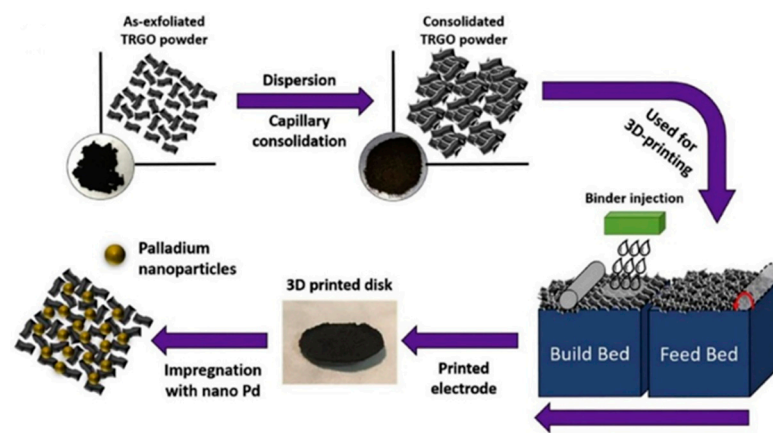 As-exfoliated
TRGO powder
Dispersion
Capillary
consolidation
Consolidated
TRGO powder
Used for
3D-printing
Binder injection
Build Bed
Feed Bed
Printed
electrode
3D printed disk
Impregnation
with nano Pd
Palladium
nanoparticles